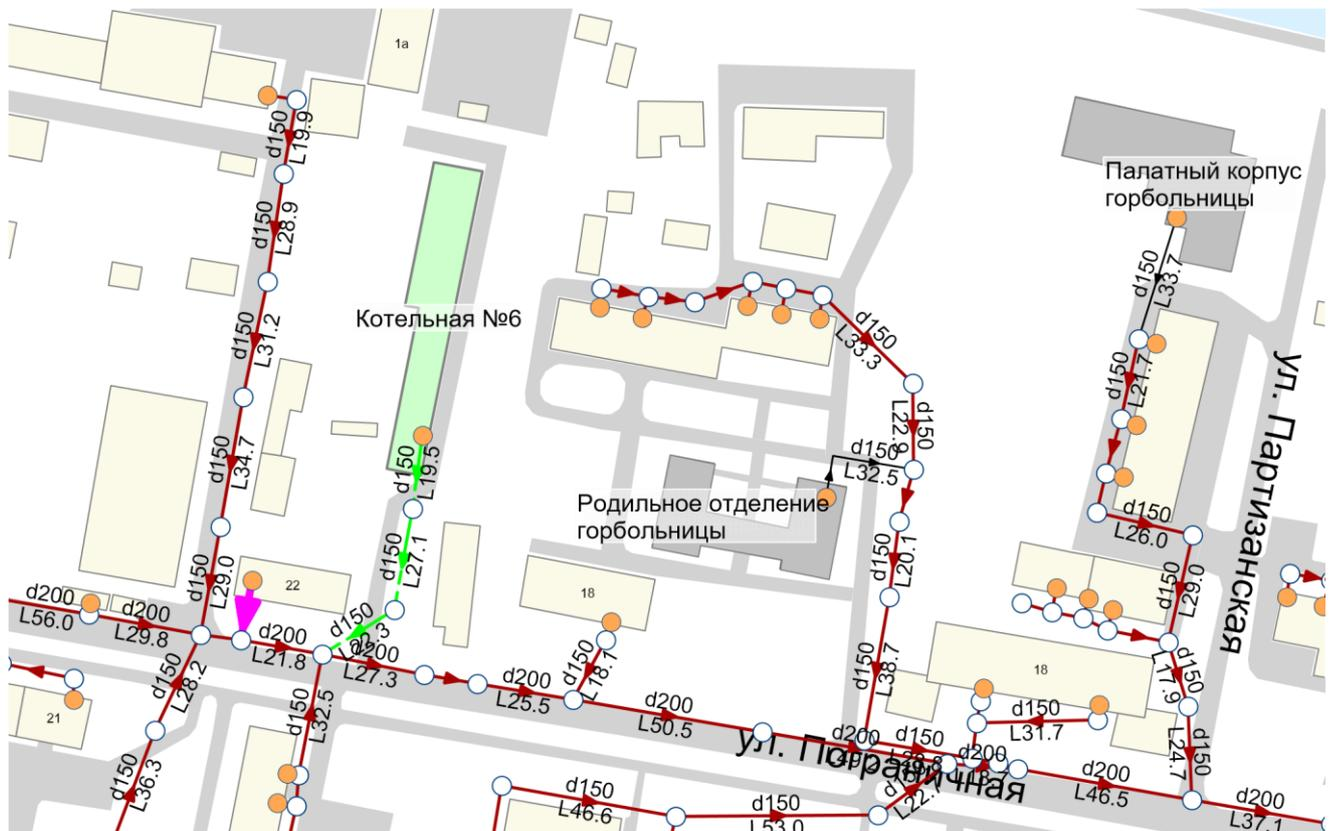 1а
d150
L19.9
d150
L28.9
d150
L31.2
d150
L34.7
d150
L29.0
Котельная №6
d150
L19.5
d150
L27.1
d150
L22.3
d150
L33.3
d150
L22.9
d150
L32.5
Родильное отделение
горбольницы
d150
L20.1
d150
L38.7
Палатный корпус
горбольницы
d150
L33.7
d150
L21.7
d150
L26.0
d150
L29.0
L17.9
d150
L24.7
ул. Партизанская
22
18
18
21
d200
L56.0
d200
L29.8
d200
L21.8
d200
L27.3
d200
L25.5
d150
L18.1
d200
L50.5
d200
d150
d200
ул. Пограничная
d150
L31.7
d200
L46.5
d200
L37.1
d150
L28.2
d150
L36.3
d150
L32.5
d150
L46.6
d150
L53.0